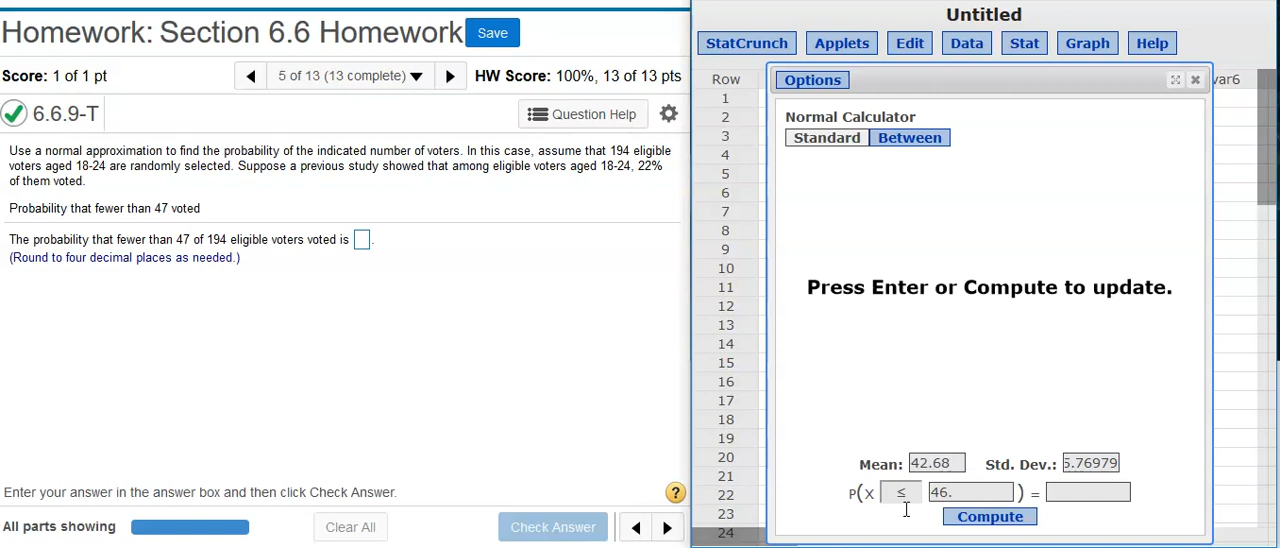 Homework: Section 6.6 Homework Save
Score: 1 of 1 pt 5 of 13 (13 complete) HW Score: 100%, 13 of 13 pts
6.6.9-T Question Help
Use a normal approximation to find the probability of the indicated number of voters. In this case, assume that 194 eligible
voters aged 18-24 are randomly selected. Suppose a previous study showed that among eligible voters aged 18-24, 22%
of them voted.
Probability that fewer than 47 voted
The probability that fewer than 47 of 194 eligible voters voted is .
(Round to four decimal places as needed.)
Enter your answer in the answer box and then click Check Answer. ?
All parts showing Clear All Check Answer
Untitled
StatCrunch Applets Edit Data Stat Graph Help
Row var6
Options
1
2
3
4
5
6
7
8
9
10
11
12
13
14
15
16
17
18
19
20
21
22
23
24
Normal Calculator
Standard Between
Press Enter or Compute to update.
Mean: 42.68 Std. Dev.: 5.76979
P(X ≤ 46. ) =
Compute